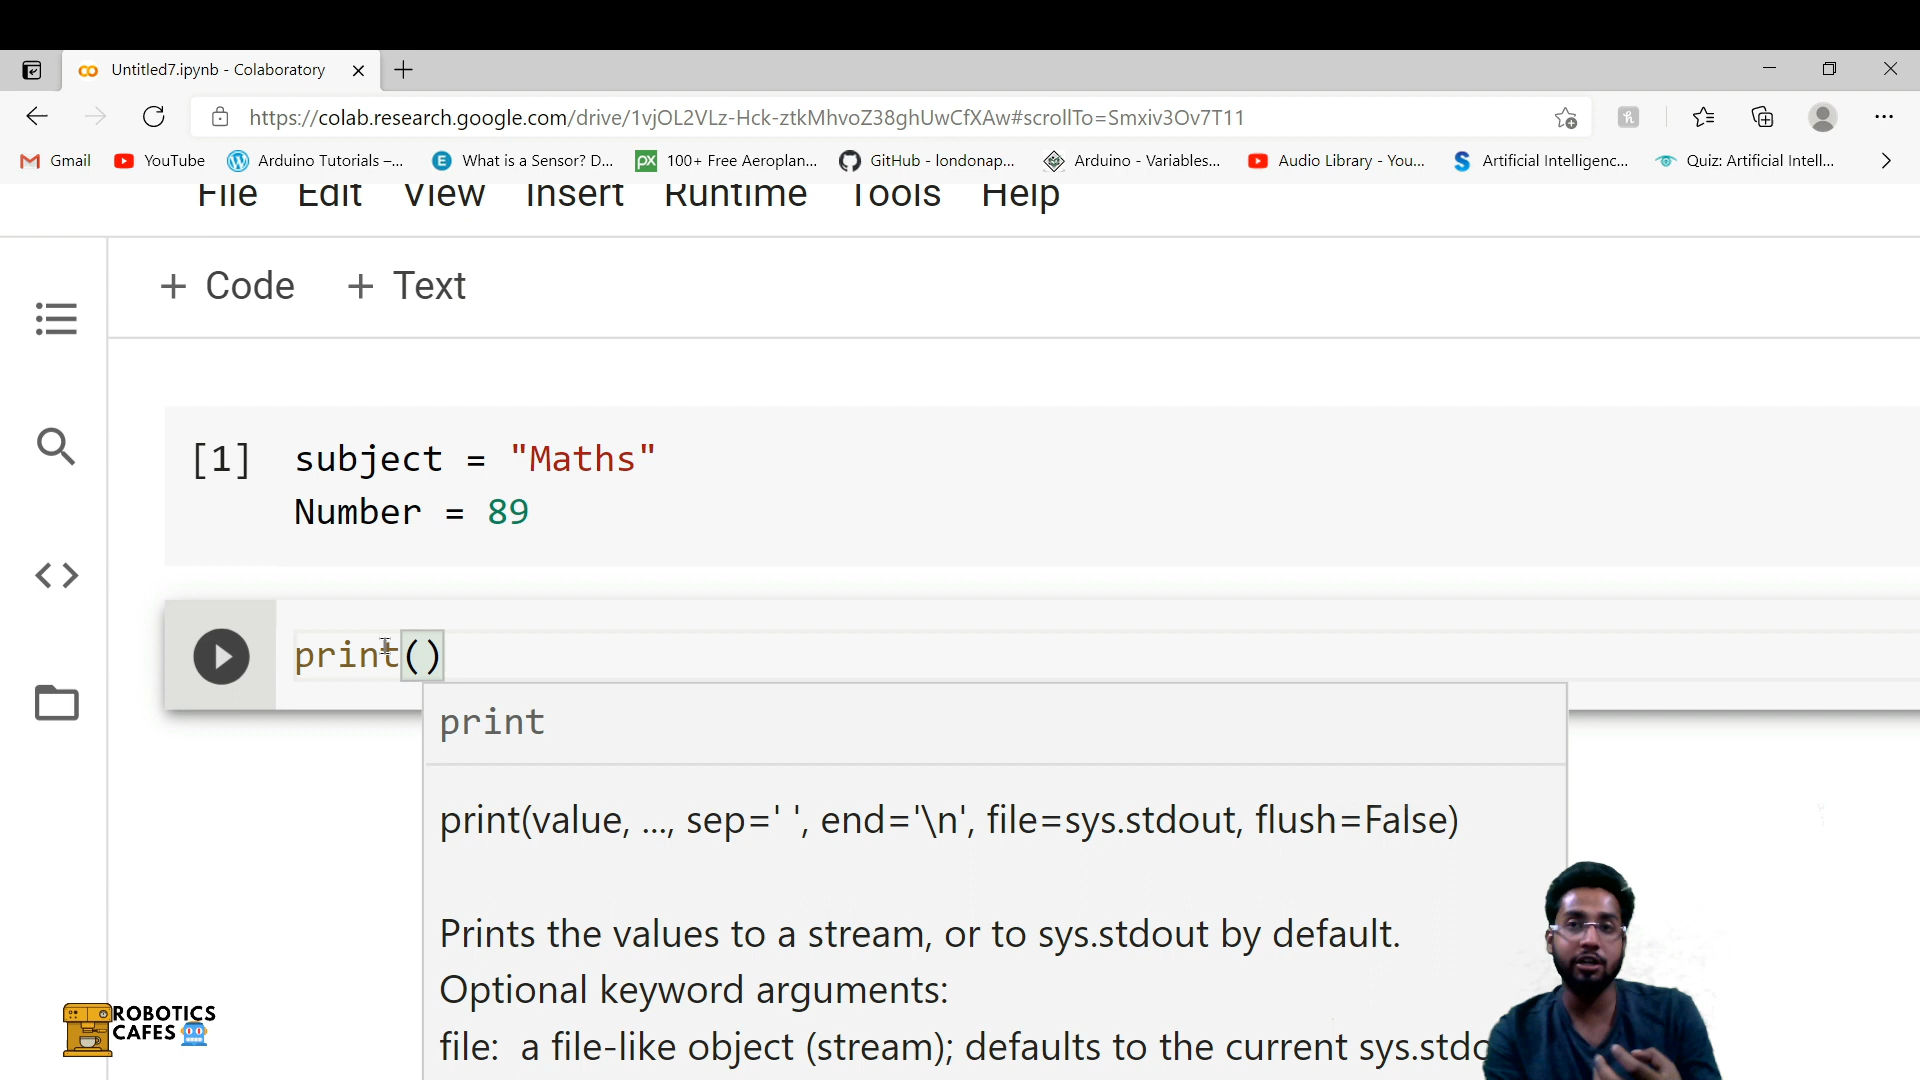 Untitled7.ipynb - Colaboratory
https://colab.research.google.com/drive/1vjOL2VLz-Hck-ztkMhvoZ38ghUwCfXAw#scrollTo=Smxiv3Ov7T11
Gmail YouTube Arduino Tutorials –... What is a Sensor? D... 100+ Free Aeroplan... GitHub - londonap... Arduino - Variables... Audio Library - You... Artificial Intelligenc... Quiz: Artificial Intell...
File Edit View Insert Runtime Tools Help
+ Code + Text
[1] subject = "Maths"
Number = 89
print()
print
print(value, ..., sep=' ', end='\n', file=sys.stdout, flush=False)
Prints the values to a stream, or to sys.stdout by default.
Optional keyword arguments:
file: a file-like object (stream); defaults to the current sys.stdo
ROBOTICS
CAFES